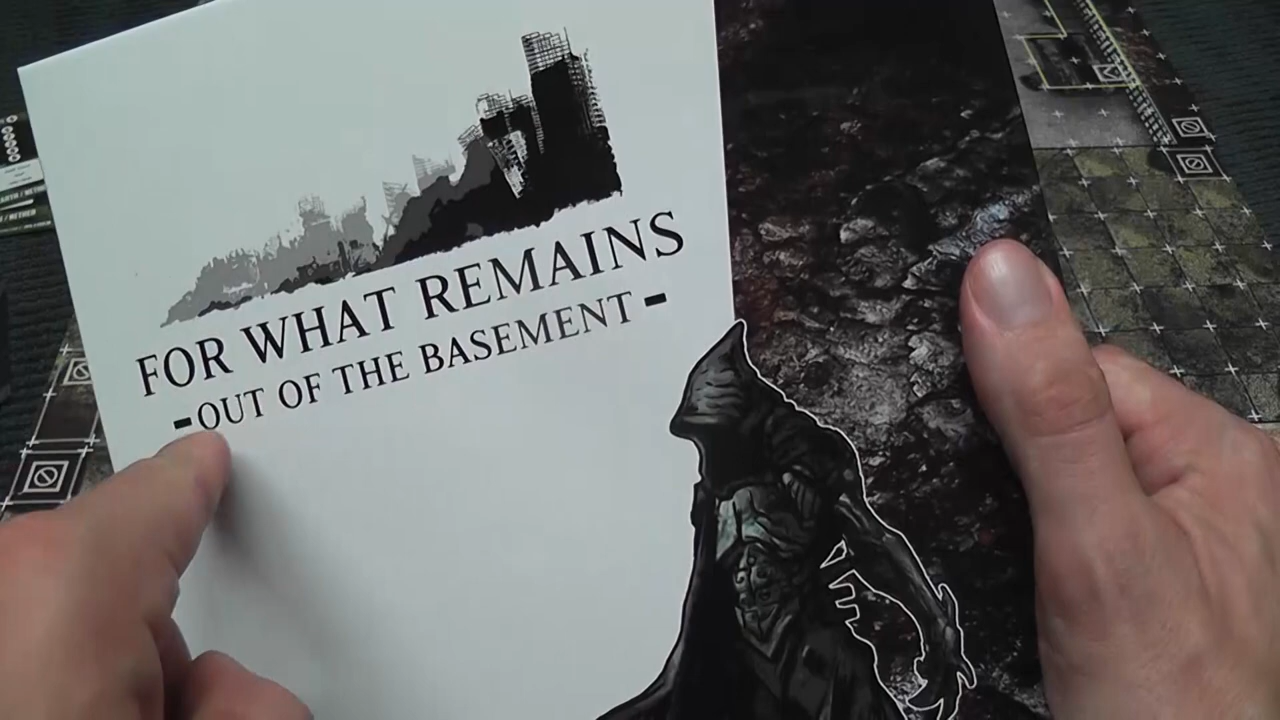 FOR WHAT REMAINS
-OUT OF THE BASEMENT-